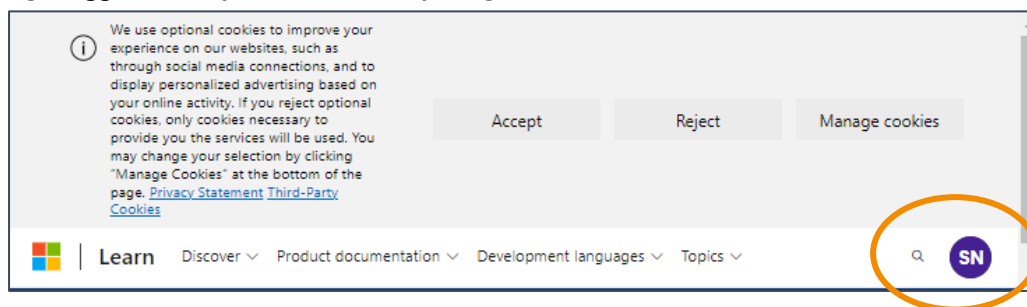 We use optional cookies to improve your
experience on our websites, such as
through social media connections, and to
display personalized advertising based on
your online activity. If you reject optional
cookies, only cookies necessary to
provide you the services will be used. You
may change your selection by clicking
"Manage Cookies" at the bottom of the
page. Privacy Statement Third-Party
Cookies
Accept
Reject
Manage cookies
Learn Discover Product documentation Development languages Topics
SN